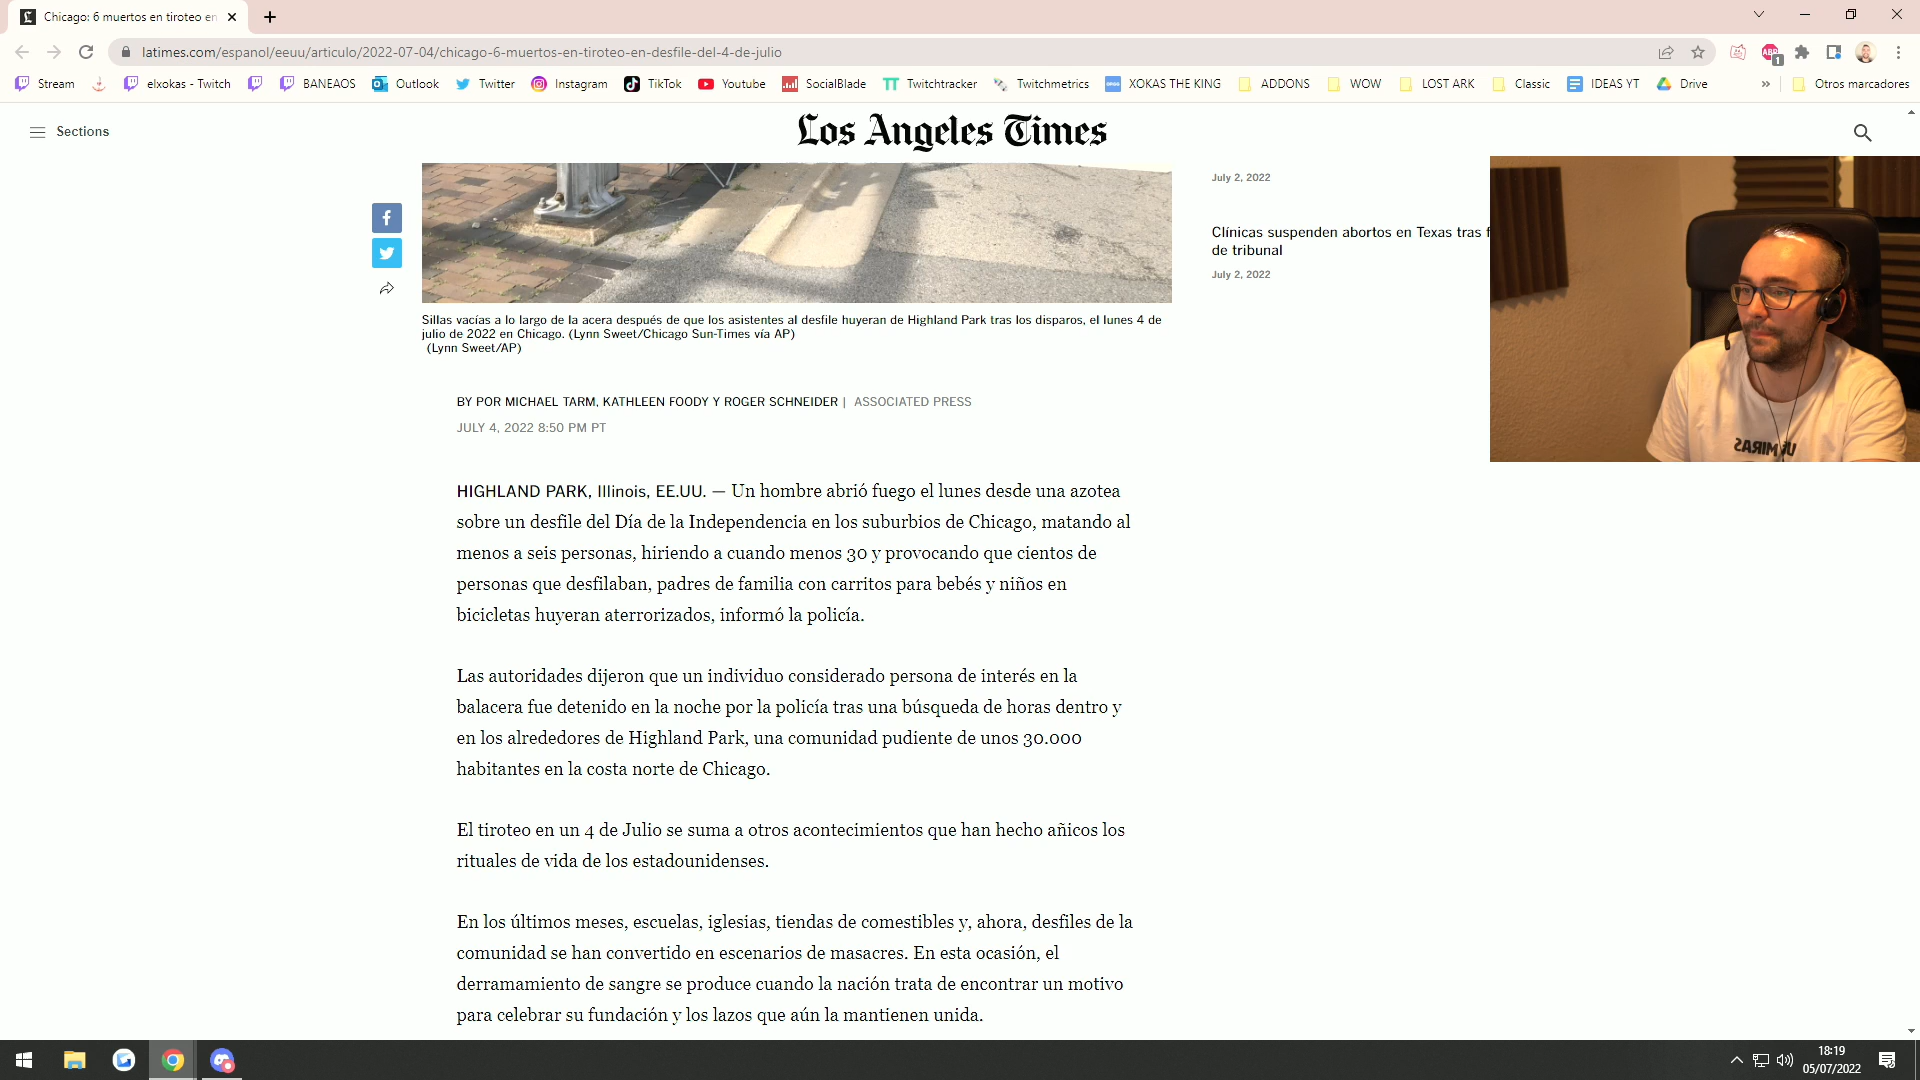 Chicago: 6 muertos en tiroteo en
latimes.com/espanol/eeuu/articulo/2022-07-04/chicago-6-muertos-en-tiroteo-en-desfile-del-4-de-julio
ABP
1
Stream
elxokas - Twitch
BANEAOS
Outlook
Twitter
Instagram
TikTok
Youtube
SocialBlade
TT Twitchtracker
Twitchmetrics
XOKAS THE KING
ADDONS
WOW
LOST ARK
Classic
IDEAS YT
Drive
»
Otros marcadores
Sections
Los Angeles Times
July 2, 2022
Clínicas suspenden abortos en Texas tras f
de tribunal
July 2, 2022
Sillas vacías a lo largo de la acera después de que los asistentes al desfile huyeran de Highland Park tras los disparos, el lunes 4 de
julio de 2022 en Chicago. (Lynn Sweet/Chicago Sun-Times vía AP)
(Lynn Sweet/AP)
BY POR MICHAEL TARM, KATHLEEN FOODY Y ROGER SCHNEIDER | ASSOCIATED PRESS
JULY 4, 2022 8:50 PM PT
HIGHLAND PARK, Illinois, EE.UU. — Un hombre abrió fuego el lunes desde una azotea
sobre un desfile del Día de la Independencia en los suburbios de Chicago, matando al
menos a seis personas, hiriendo a cuando menos 30 y provocando que cientos de
personas que desfilaban, padres de familia con carritos para bebés y niños en
bicicletas huyeran aterrorizados, informó la policía.
Las autoridades dijeron que un individuo considerado persona de interés en la
balacera fue detenido en la noche por la policía tras una búsqueda de horas dentro y
en los alrededores de Highland Park, una comunidad pudiente de unos 30.000
habitantes en la costa norte de Chicago.
El tiroteo en un 4 de Julio se suma a otros acontecimientos que han hecho añicos los
rituales de vida de los estadounidenses.
En los últimos meses, escuelas, iglesias, tiendas de comestibles y, ahora, desfiles de la
comunidad se han convertido en escenarios de masacres. En esta ocasión, el
derramamiento de sangre se produce cuando la nación trata de encontrar un motivo
para celebrar su fundación y los lazos que aún la mantienen unida.
18:19
05/07/2022